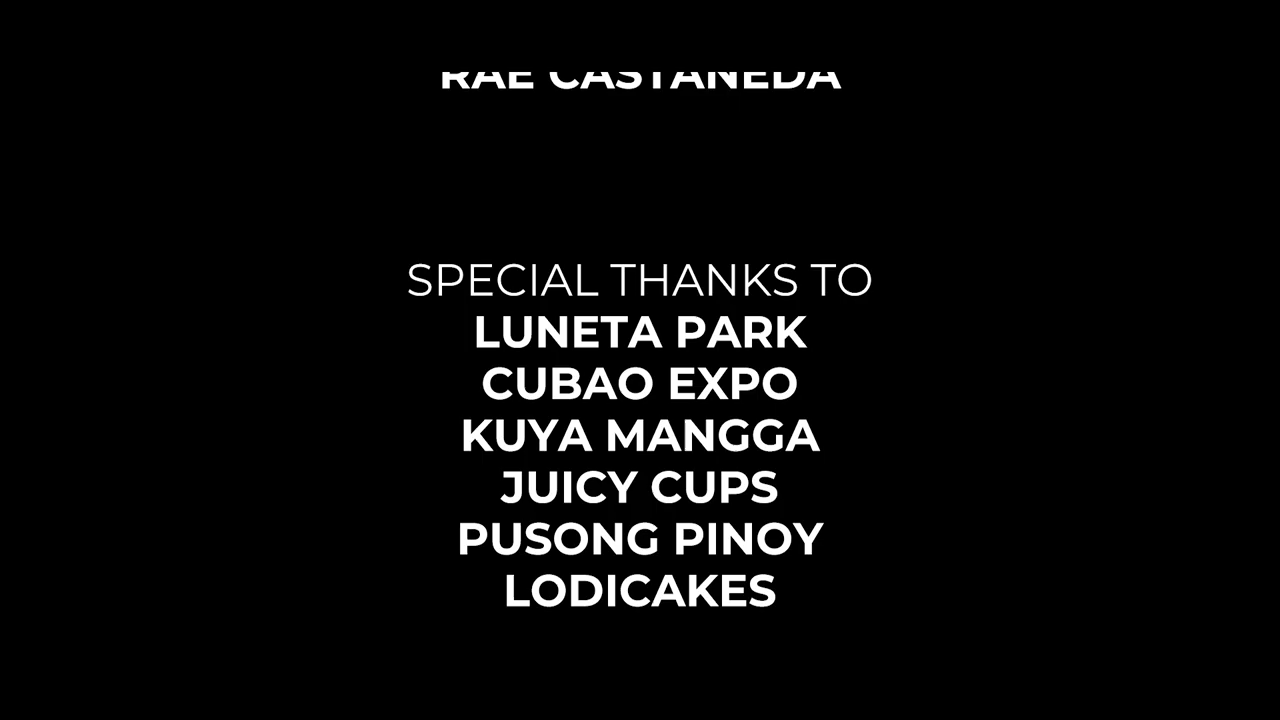 RAE CASTANEDA
SPECIAL THANKS TO
LUNETA PARK
CUBAO EXPO
KUYA MANGGA
JUICY CUPS
PUSONG PINOY
LODICAKES